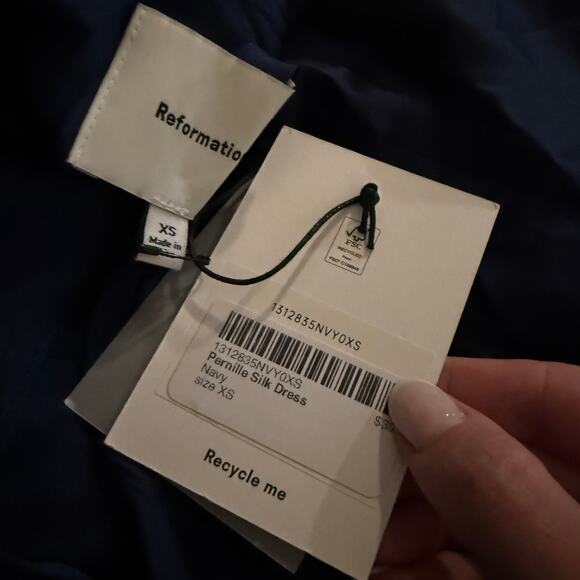 Reformatio
XS
Made in
FSC
RECYCLED
1312835NVY0XS
1312835NVY0XS
Pernille Silk Dress
Navy
size XS
Recycle me